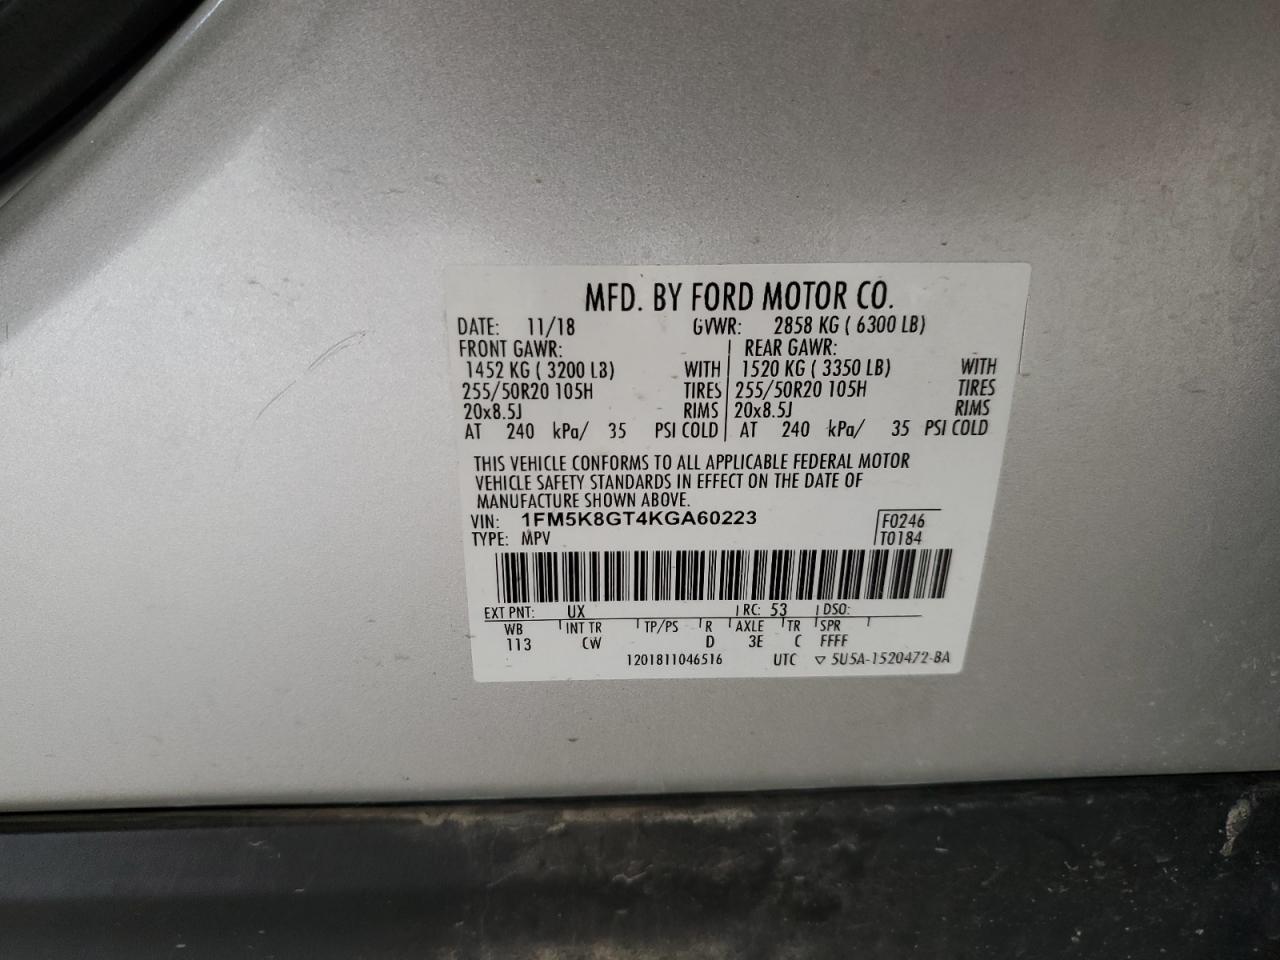 MFD. BY FORD MOTOR CO.
DATE: 11/18 GVWR: 2858 KG ( 6300 LB)
FRONT GAWR: REAR GAWR:
1452 KG ( 3200 LB) WITH 1520 KG ( 3350 LB) WITH
255/50R20 105H TIRES 255/50R20 105H TIRES
20x8.5J RIMS 20x8.5J RIMS
AT 240 kPa/ 35 PSI COLD AT 240 kPa/ 35 PSI COLD
THIS VEHICLE CONFORMS TO ALL APPLICABLE FEDERAL MOTOR
VEHICLE SAFETY STANDARDS IN EFFECT ON THE DATE OF
MANUFACTURE SHOWN ABOVE.
VIN: 1FM5K8GT4KGA60223 F0246
TYPE: MPV T0184
EXT PNT: UX RC: 53 DSO:
WB INT TR TP/PS R AXLE TR SPR
113 CW D 3E C FFFF
1201811046516 UTC ▽ 5U5A-1520472-BA